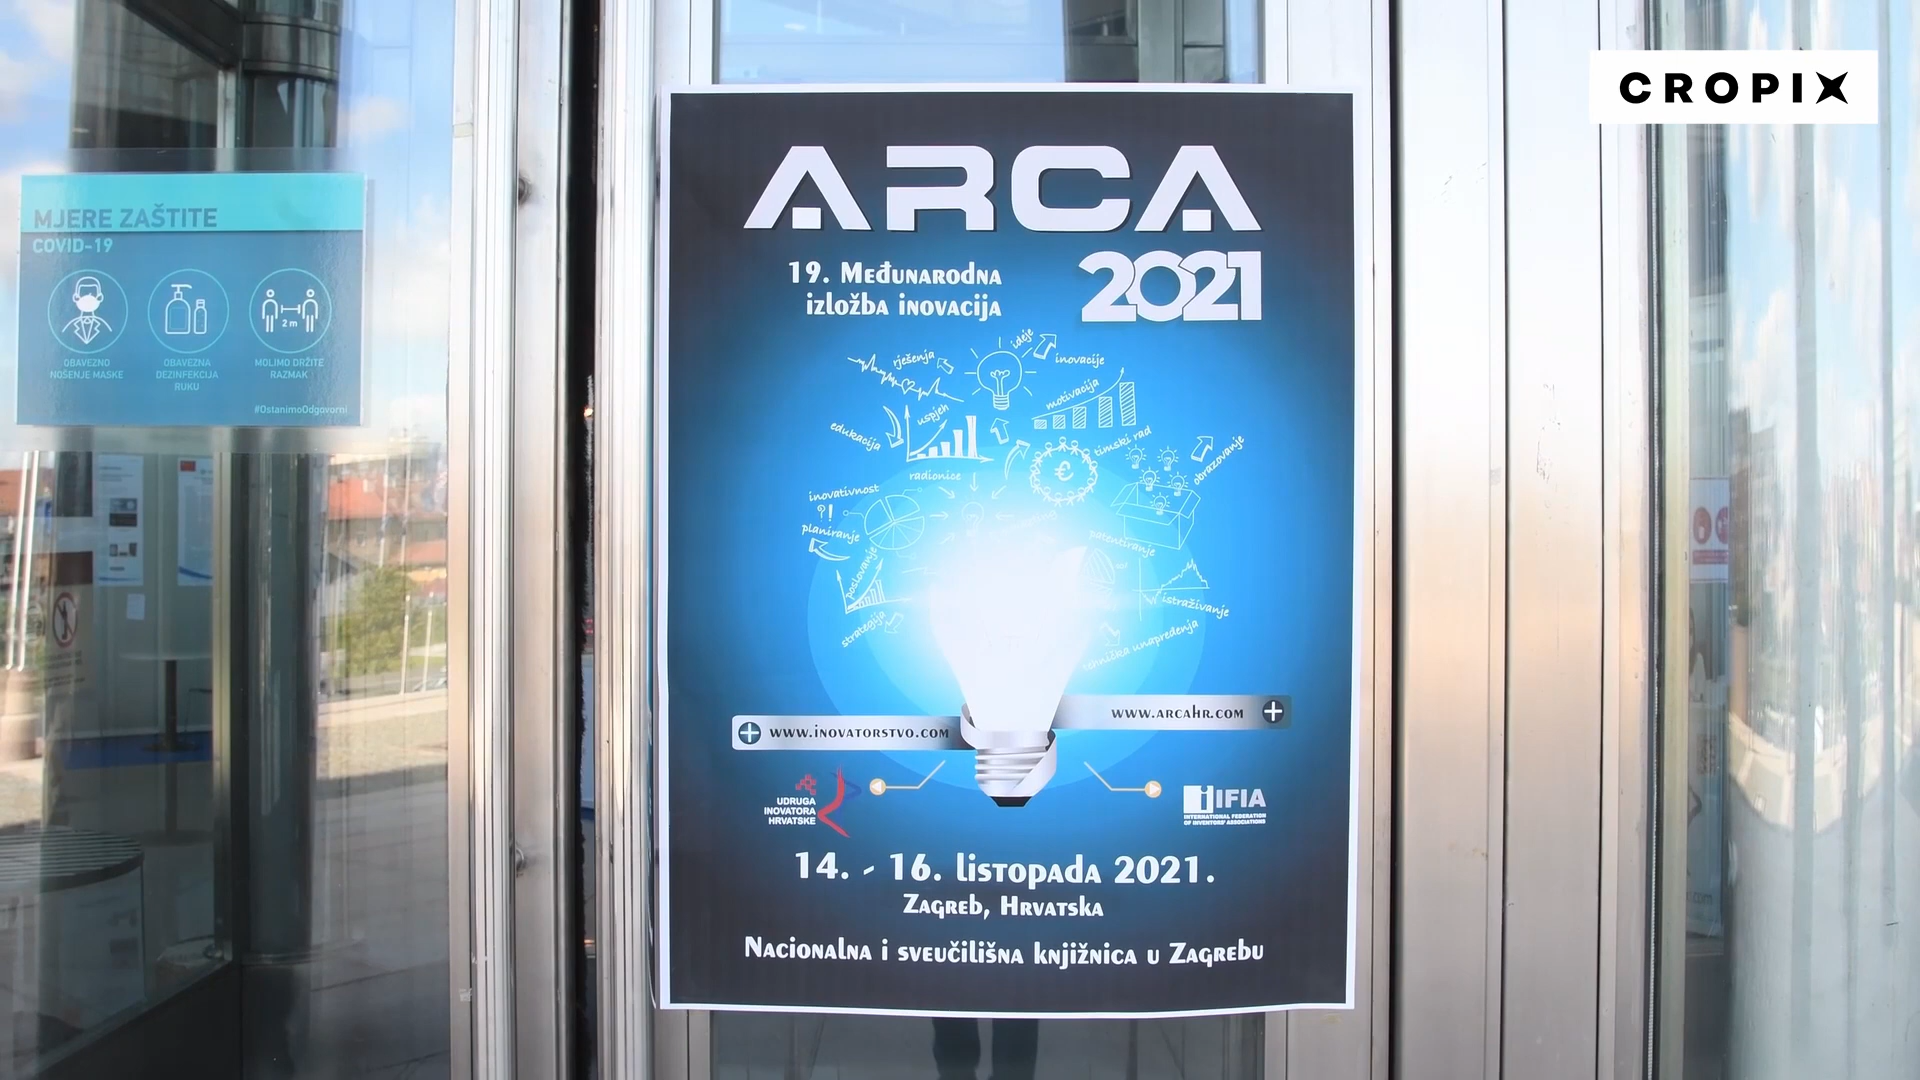 CROPIX
MJERE ZAŠTITE
COVID-19
OBAVEZNO
NOŠENJE MASKE
OBAVEZNA
DEZINFEKCIJA
RUKU
2 m
MOLIMO DRŽITE
RAZMAK
#OstanimoOdgovorni
ARCA
2021
19. Međunarodna
izložba inovacija
rješenja
ideje
inovacije
motivacija
uspjeh
edukacija
timski rad
obrazovanje
radionice
inovativnost
?!
planiranje
€
patentiranje
poslovanje
istraživanje
strategija
tehnička unapređenja
www.arcahr.com
www.inovatorstvo.com
UDRUGA
INOVATORA
HRVATSKE
IFIA
INTERNATIONAL FEDERATION
OF INVENTORS' ASSOCIATIONS
14. - 16. listopada 2021.
Zagreb, Hrvatska
Nacionalna i sveučilišna knjižnica u Zagrebu